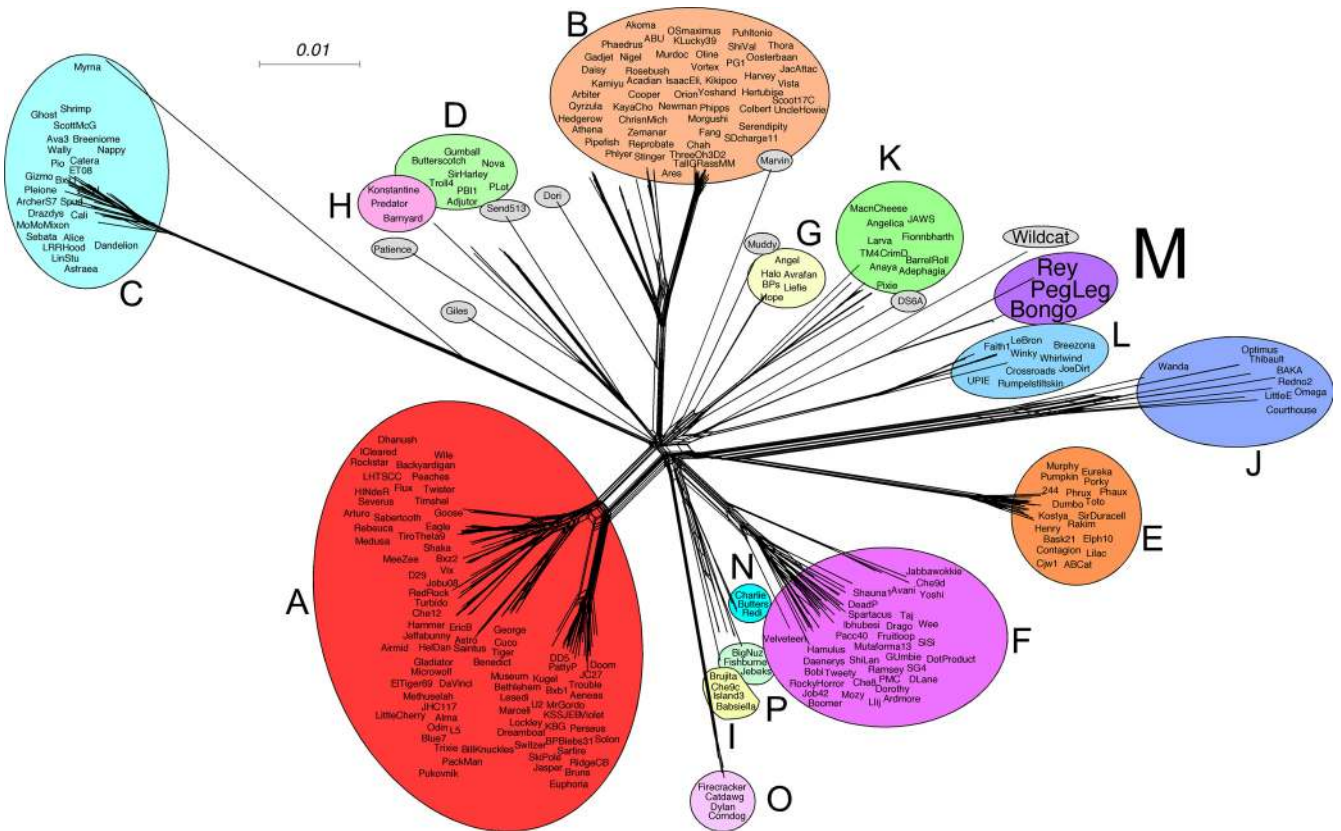 0.01
C
Myrna
Shrimp
Ghost
ScottMcG
Ava3 Breeniome
Wally Nappy
Pio Catera
ET08
Gizmo
Pleione
ArcherS7 Spud
Drazdys Cali
MoMoMixon
Sebata Alice Dandelion
LRRHood
LinStu
Astraea
D
Gumball
Butterscotch Nova
SirHarley
Troll4 PBI1 PLot
Adjutor
H
Konstantine
Predator
Barnyard
Send513
Dori
Patience
Giles
B
Akoma
OSmaximus Puhltonio
Phaedrus ABU KLucky39 ShiVal Thora
Gadjet Nigel Murdoc Oline PG1 Oosterbaan
Daisy Rosebush Vortex JacAttac
Kamiyu Acadian IsaacEli, Kikipoo Harvey Vista
Arbiter Cooper Orion Yoshand Hertubise
Qyrzula KayaCho Newman Phipps Colbert Scoot17C
UncleHowie
Hedgerow ChrisnMich Morgushi
Athena Zemanar Fang Serendipity
Pipefish Reprobate Chah SDcharge11
Phlyer Stinger ThreeOh3D2
TallGRassMM
Ares
Marvin
G
Muddy
Angel
Halo Avrafan
BPs Liefie
Hope
K
MacnCheese
Angelica JAWS
Larva Fionnbharth
TM4 CrimD
Anaya BarrelRoll
Adephagia
Pixie
DS6A
Wildcat
M
Rey
PegLeg
Bongo
L
Faith1 LeBron Breezona
Winky Whirlwind
Crossroads JoeDirt
UPIE Rumpelstiltskin
J
Optimus
Wanda Thibault
BAKA
Redno2
LittleE Omega
Courthouse
E
Murphy Eureka
Pumpkin Porky
244 Phrux Phaux
Dumbo Toto
Kostya SirDuracell
Henry Rakim
Bask21 Elph10
Contagion Lilac
Cjw1 ABCat
A
Dhanush
ICleared Wile
Rockstar Backyardigan
LHTSCC Peaches
HINdeR Flux Twister
Severus Timshel
Arturo Sabertooth Goose
Rebeuca Eagle
Medusa TiroTheta9
Shaka
MeeZee Bxz2
Vix
D29 Jobu08
RedRock
Turbido
Che12
Hammer EricB George
Jeffabunny Astro Cuco
Airmid HelDan Saintus Tiger
Gladiator Benedict DD5 Doom
PattyP
Microwolf Museum Kugel JC27
ElTiger69 DaVinci Bethlehem Bxb1 Trouble
Methuselah Lesedi Aeneas
JHC117 U2 MrGordo
LittleCherry Alma Marcell KSSJEB Violet
Odin L5 Lockley KBG Perseus
Blue7 Dreamboat
Trixie BillKnuckles Switzer BPBiebs31 Solon
Sarfire
PackMan SkiPole RidgeCB
Pukovnik Jasper Bruns
Euphoria
N
Charlie
Butters
Redi
P
BigNuz
Fishburne
Jebeks
I
Brujita
Che9c
Island3
Babsiella
O
Firecracker
Catdawg
Dylan
Corndog
F
Jabbawokkie
Che9d
Shauna1 Avani Yoshi
DeadP
Spartacus Taj
Ibhubesi Drago Wee
Velveteen Pacc40 Fruitloop SiSi
Hamulus Mutaforma13
Daenerys ShiLan GUmbie DotProduct
Bobi Tweety Ramsey SG4
RockyHorror Che8 PMC DLane
Job42 Dorothy
Boomer Mozy Llij Ardmore